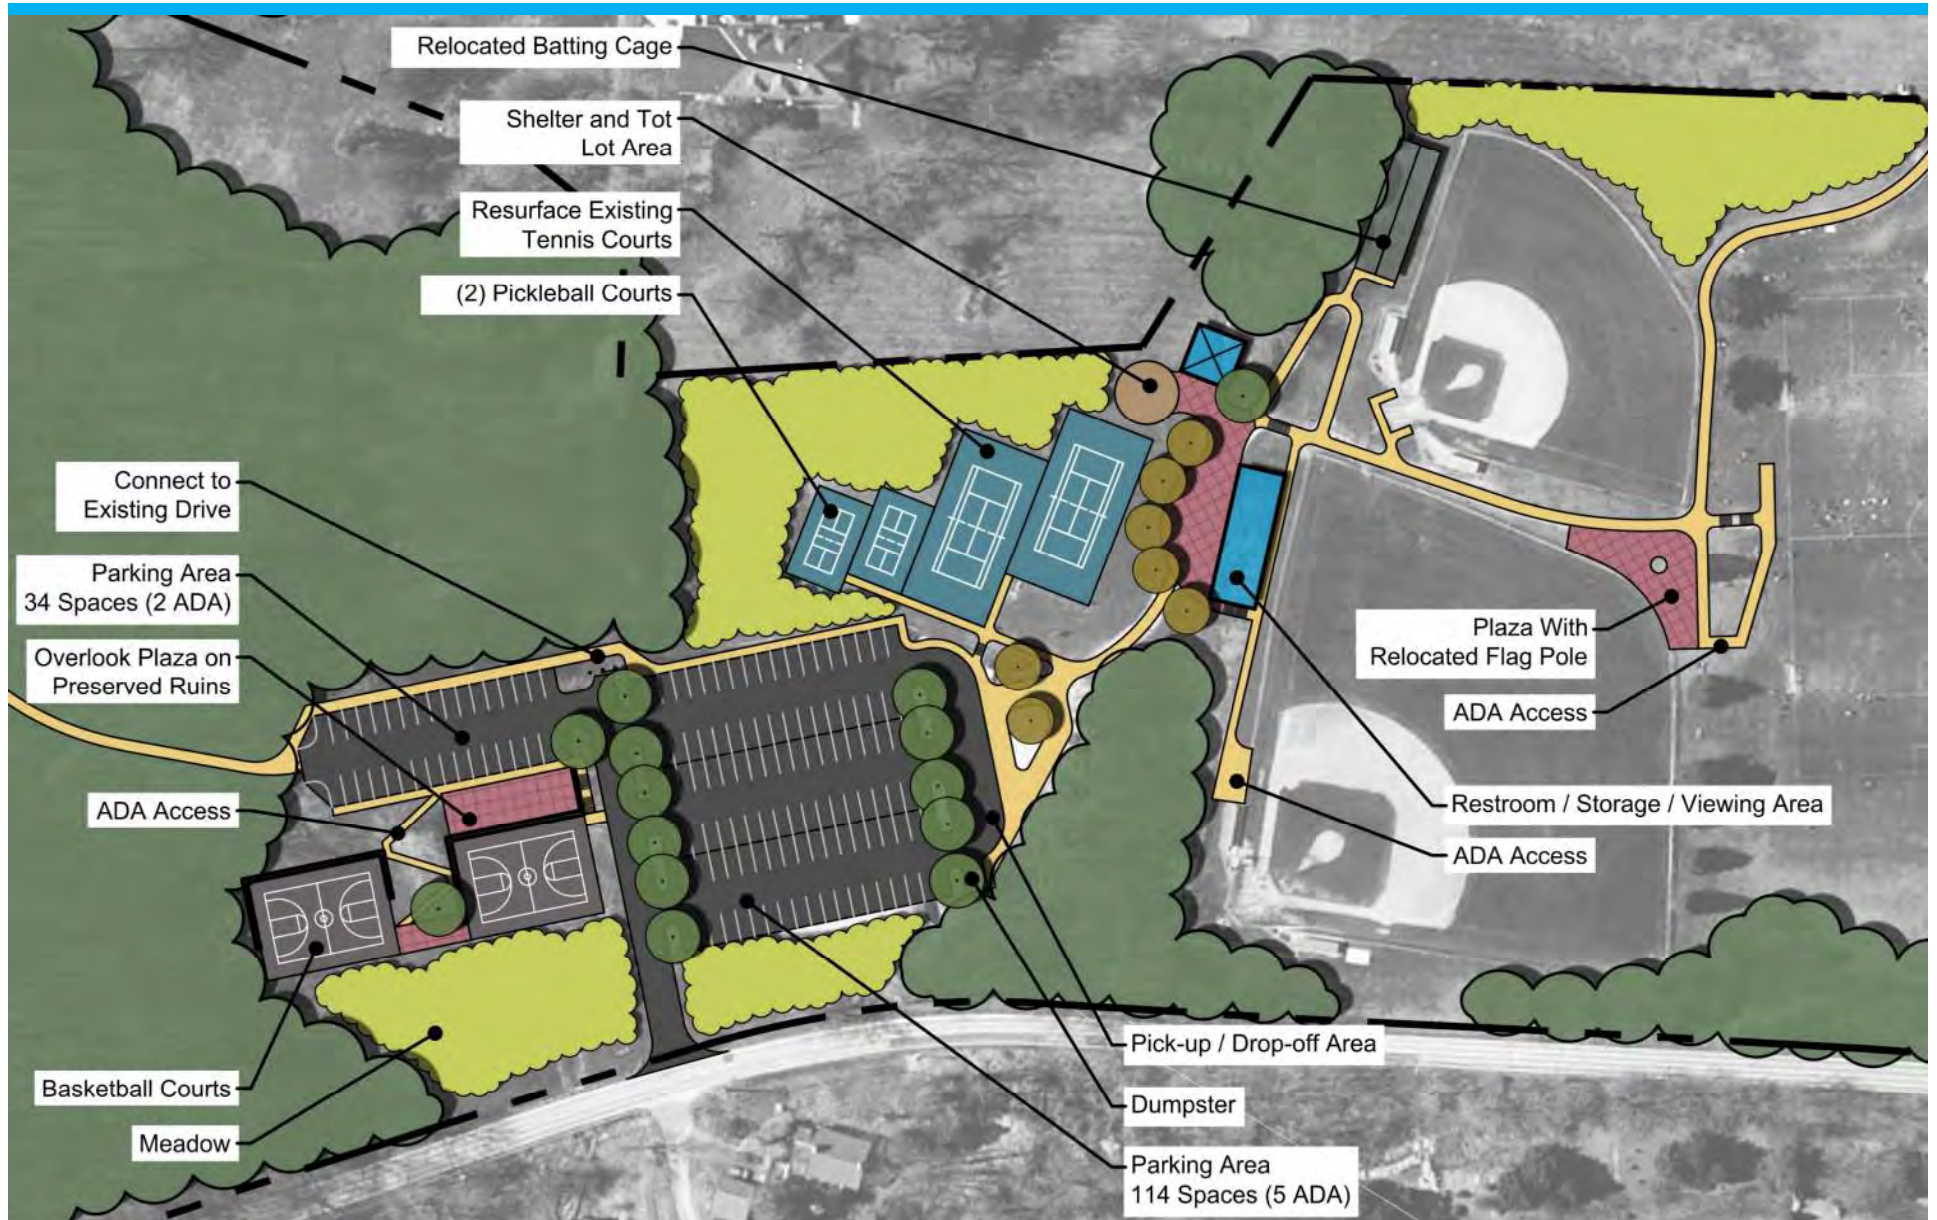 Relocated Batting Cage
Shelter and Tot
Lot Area
Resurface Existing
Tennis Courts
(2) Pickleball Courts
Connect to
Existing Drive
Parking Area
34 Spaces (2 ADA)
Overlook Plaza on
Preserved Ruins
ADA Access
Basketball Courts
Meadow
Plaza With
Relocated Flag Pole
ADA Access
Restroom / Storage / Viewing Area
ADA Access
Pick-up / Drop-off Area
Dumpster
Parking Area
114 Spaces (5 ADA)